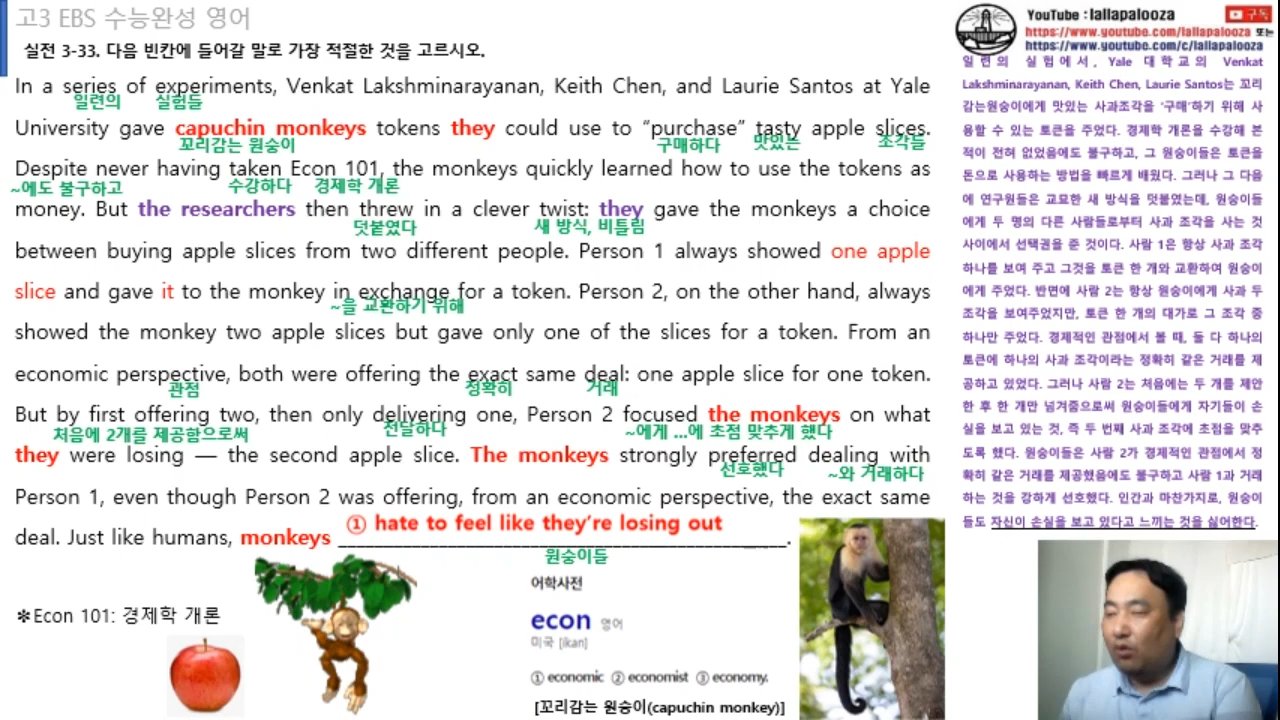 고3 EBS 수능완성 영어
실전 3-33. 다음 빈칸에 들어갈 말로 가장 적절한 것을 고르시오.
In a series of experiments, Venkat Lakshminarayanan, Keith Chen, and Laurie Santos at Yale
일련의 실험들
University gave capuchin monkeys tokens they could use to “purchase” tasty apple slices.
꼬리감는 원숭이 구매하다 맛있는 조각들
Despite never having taken Econ 101, the monkeys quickly learned how to use the tokens as
~에도 불구하고 수강하다 경제학 개론
money. But the researchers then threw in a clever twist: they gave the monkeys a choice
덧붙였다 새 방식, 비틀림
between buying apple slices from two different people. Person 1 always showed one apple
slice and gave it to the monkey in exchange for a token. Person 2, on the other hand, always
~을 교환하기 위해
showed the monkey two apple slices but gave only one of the slices for a token. From an
economic perspective, both were offering the exact same deal: one apple slice for one token.
관점 정확히 거래
But by first offering two, then only delivering one, Person 2 focused the monkeys on what
처음에 2개를 제공함으로써 전달하다 ~에게 ...에 초점 맞추게 했다
they were losing — the second apple slice. The monkeys strongly preferred dealing with
선호했다 ~와 거래하다
Person 1, even though Person 2 was offering, from an economic perspective, the exact same
① hate to feel like they’re losing out
deal. Just like humans, monkeys ______________________________.
원숭이들
어학사전
econ 영어
미국 [ikan]
① economic ② economist ③ economy.
[꼬리감는 원숭이(capuchin monkey)]
✻Econ 101: 경제학 개론
YouTube : lallapalooza
구독
https://www.youtube.com/lallapalooza 또는
https://www.youtube.com/c/lallapalooza
일련의 실험에서, Yale 대학교의 Venkat
Lakshminarayanan, Keith Chen, Laurie Santos는 꼬리
감는원숭이에게 맛있는 사과조각을 '구매'하기 위해 사
용할 수 있는 토큰을 주었다. 경제학 개론을 수강해 본
적이 전혀 없었음에도 불구하고, 그 원숭이들은 토큰을
돈으로 사용하는 방법을 빠르게 배웠다. 그러나 그 다음
에 연구원들은 교묘한 새 방식을 덧붙였는데, 원숭이들
에게 두 명의 다른 사람들로부터 사과 조각을 사는 것
사이에서 선택권을 준 것이다. 사람 1은 항상 사과 조각
하나를 보여 주고 그것을 토큰 한 개와 교환하여 원숭이
에게 주었다. 반면에 사람 2는 항상 원숭이에게 사과 두
조각을 보여주었지만, 토큰 한 개의 대가로 그 조각 중
하나만 주었다. 경제적인 관점에서 볼 때, 둘 다 하나의
토큰에 하나의 사과 조각이라는 정확히 같은 거래를 제
공하고 있었다. 그러나 사람 2는 처음에는 두 개를 제안
한 후 한 개만 넘겨줌으로써 원숭이들에게 자기들이 손
실을 보고 있는 것, 즉 두 번째 사과 조각에 초점을 맞추
도록 했다. 원숭이들은 사람 2가 경제적인 관점에서 정
확히 같은 거래를 제공했음에도 불구하고 사람 1과 거래
하는 것을 강하게 선호했다. 인간과 마찬가지로, 원숭이
들도 자신이 손실을 보고 있다고 느끼는 것을 싫어한다.